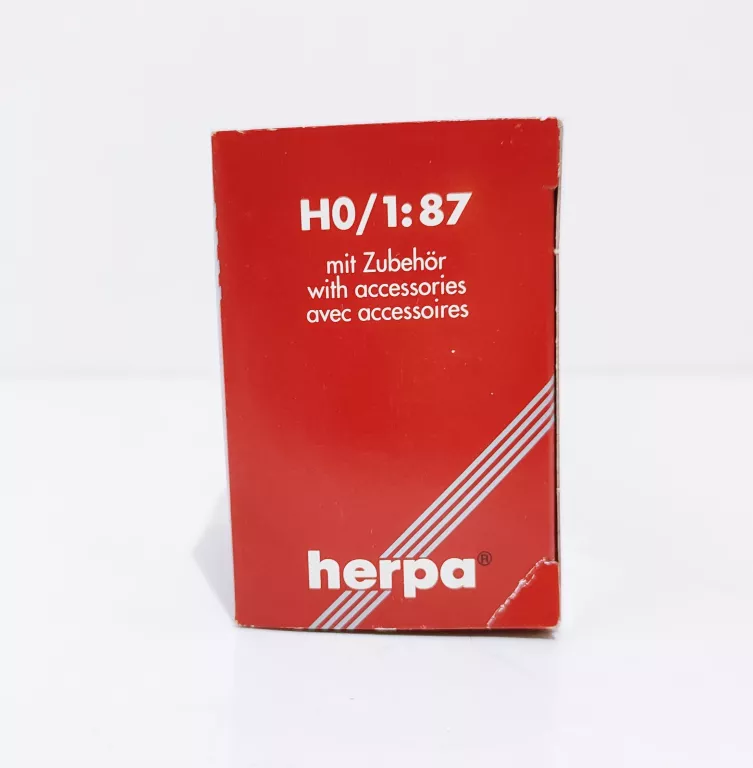 H0/1:87
mit Zubehör
with accessories
avec accessoires
herpa®